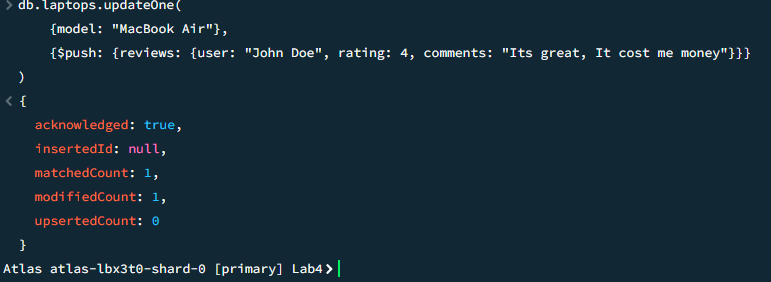 > db.laptops.updateOne(
{model: "MacBook Air"},
{$push: {reviews: {user: "John Doe", rating: 4, comments: "Its great, It cost me money"}}}
)
< {
acknowledged: true,
insertedId: null,
matchedCount: 1,
modifiedCount: 1,
upsertedCount: 0
}
Atlas atlas-lbx3t0-shard-0 [primary] Lab4>